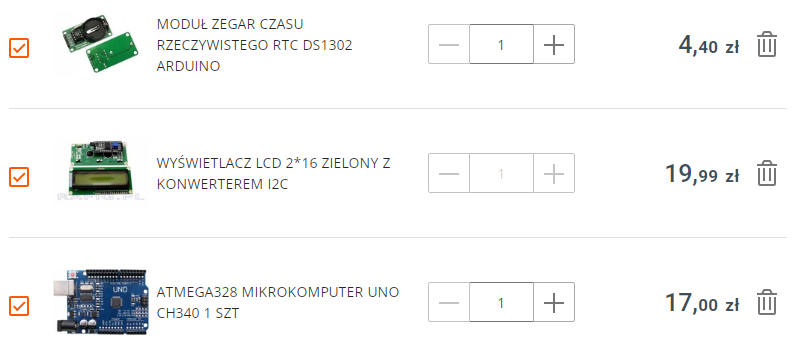 MODUŁ ZEGAR CZASU
RZECZYWISTEGO RTC DS1302
ARDUINO
1
4,40 zł
WYŚWIETLACZ LCD 2*16 ZIELONY Z
KONWERTEREM I2C
1
19,99 zł
UNO
ATMEGA328 MIKROKOMPUTER UNO
CH340 1 SZT
1
17,00 zł